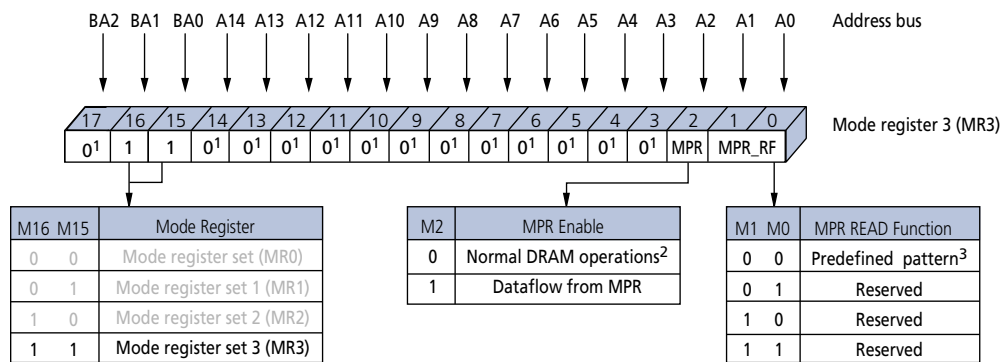 BA2 BA1 BA0 A14 A13 A12 A11 A10 A9 A8 A7 A6 A5 A4 A3 A2 A1 A0 Address bus
17 16 15 14 13 12 11 10 9 8 7 6 5 4 3 2 1 0 Mode register 3 (MR3)
0¹ 1 1 0¹ 0¹ 0¹ 0¹ 0¹ 0¹ 0¹ 0¹ 0¹ 0¹ 0¹ 0¹ MPR MPR_RF
M16 M15 Mode Register
0 0 Mode register set (MR0)
0 1 Mode register set 1 (MR1)
1 0 Mode register set 2 (MR2)
1 1 Mode register set 3 (MR3)
M2 MPR Enable
0 Normal DRAM operations²
1 Dataflow from MPR
M1 M0 MPR READ Function
0 0 Predefined pattern³
0 1 Reserved
1 0 Reserved
1 1 Reserved